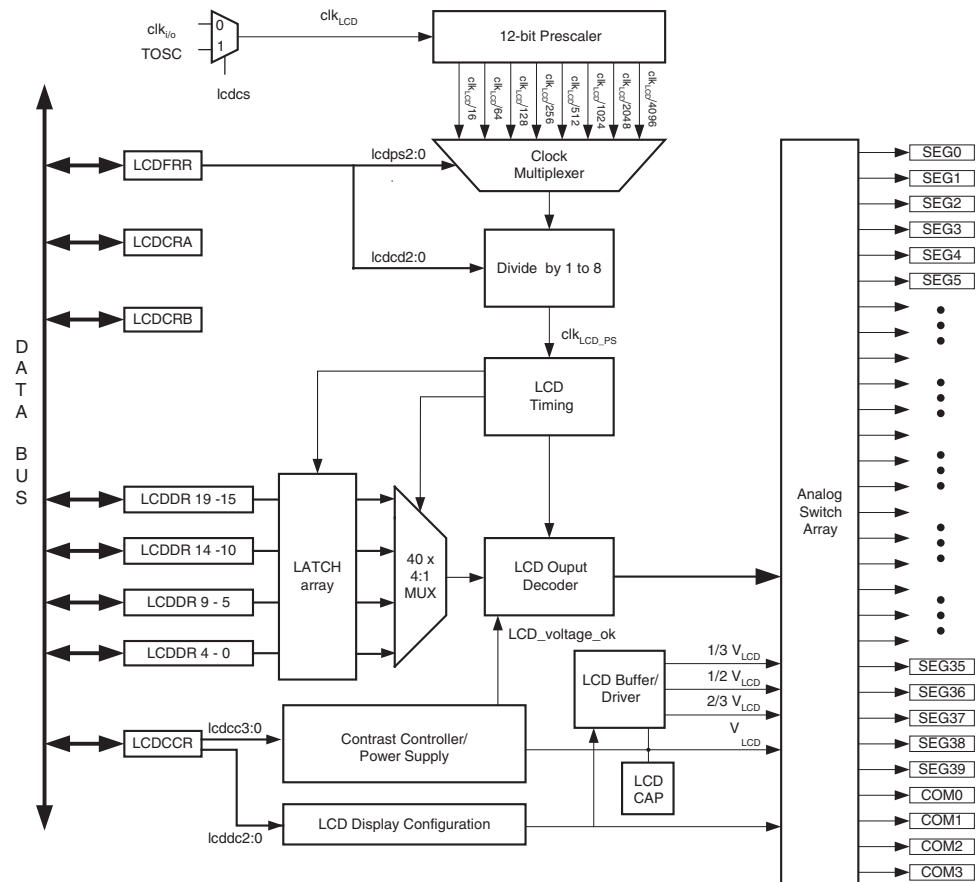 clk_LCD
clk_i/o
0
1
TOSC
lcdcs
12-bit Prescaler
clk_LCD/16
clk_LCD/64
clk_LCD/128
clk_LCD/256
clk_LCD/512
clk_LCD/1024
clk_LCD/2048
clk_LCD/4096
Clock
Multiplexer
LCDFRR
lcdps2:0
LCDCRA
lcdcd2:0
Divide by 1 to 8
LCDCRB
clk_LCD_PS
LCD
Timing
DATA BUS
LCDDR 19 -15
LCDDR 14 -10
LCDDR 9 - 5
LCDDR 4 - 0
LATCH
array
40 x
4:1
MUX
LCD Ouput
Decoder
LCD_voltage_ok
LCD Buffer/
Driver
1/3 V_LCD
1/2 V_LCD
2/3 V_LCD
V_LCD
LCDCCR
lcdcc3:0
Contrast Controller/
Power Supply
LCD
CAP
lcddc2:0
LCD Display Configuration
Analog
Switch
Array
SEG0
SEG1
SEG2
SEG3
SEG4
SEG5
SEG35
SEG36
SEG37
SEG38
SEG39
COM0
COM1
COM2
COM3